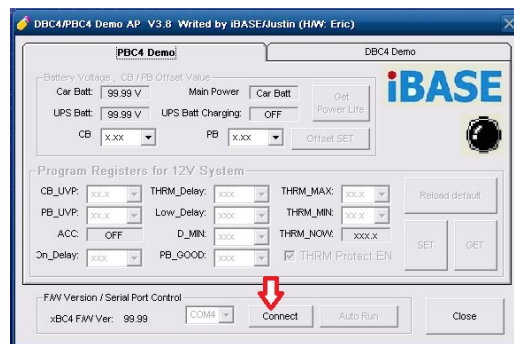 DBC4/PBC4 Demo AP V3.8 Writed by iBASE/Justin (H/W: Eric)
PBC4 Demo DBC4 Demo
Battery Voltage , CB / PB Offset Value
Car Batt: 99.99 V Main Power Car Batt Get Power Life
UPS Batt: 99.99 V UPS Batt Charging: OFF
CB x.xx PB x.xx Offset SET
iBASE
Program Registers for 12V System
CB_UVP: xx.x THRM_Delay: xxx THRM_MAX: xx.x Reload default
PB_UVP: xx.x Low_Delay: xxx THRM_MIN: xx.x
ACC: OFF D_MIN: xxx THRM_NOW: xxx.x SET GET
On_Delay: xxx PB_GOOD: xxx THRM Protect EN
F/W Version / Serial Port Control
xBC4 F/W Ver: 99.99 COM4 Connect Auto Run Close